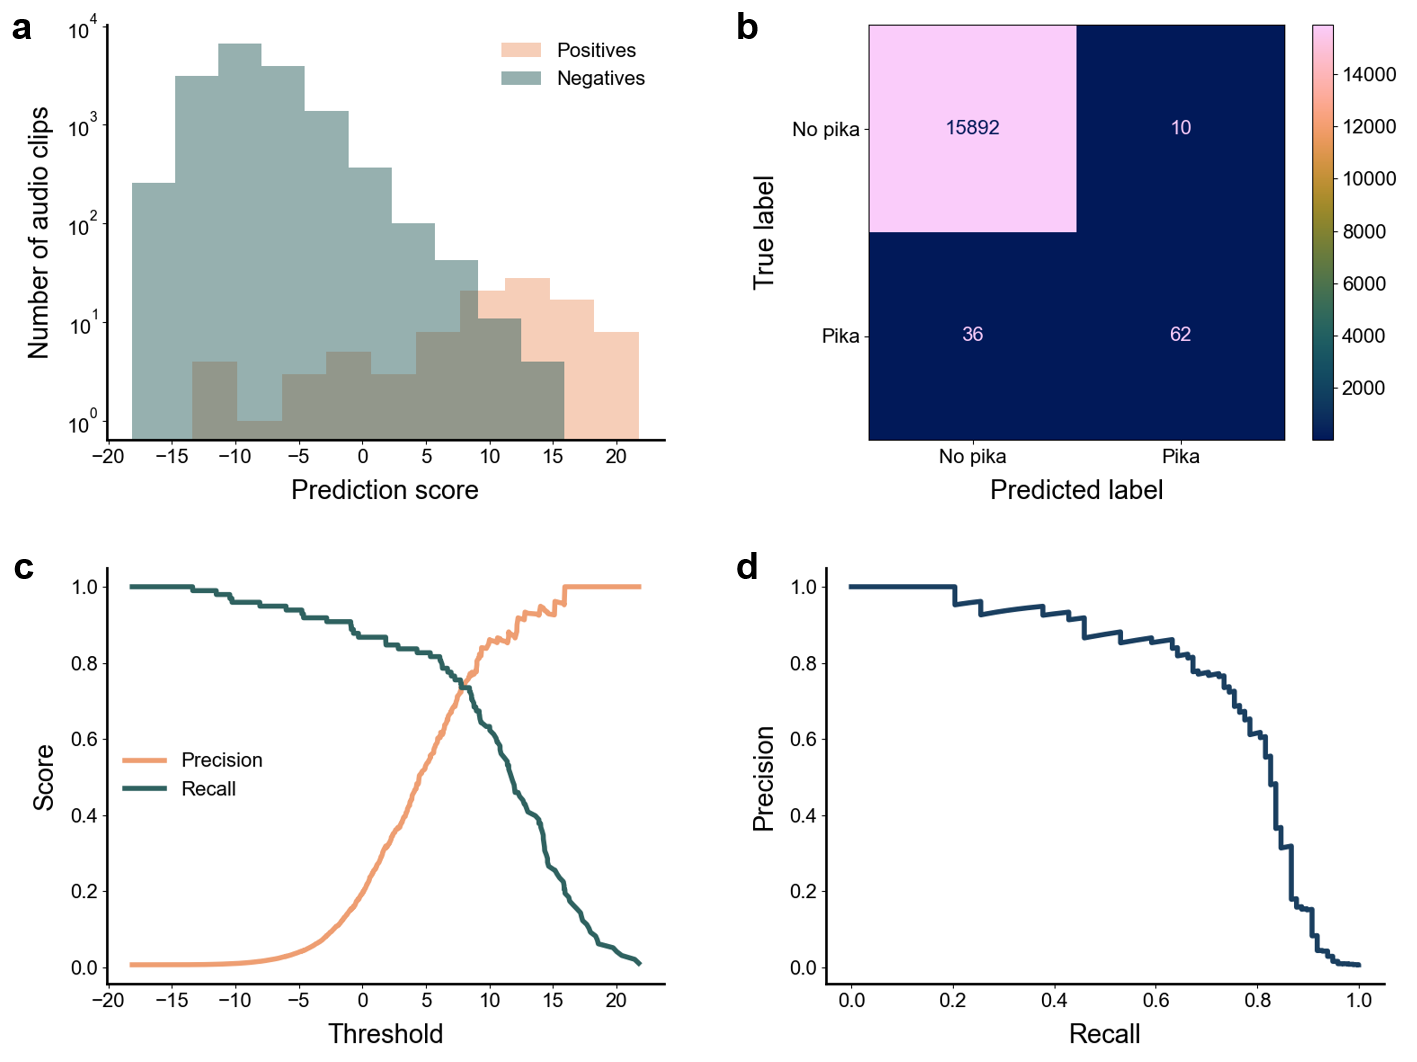 a
10^4
10^3
10^2
10^1
10^0
Number of audio clips
Positives
Negatives
−20 −15 −10 −5 0 5 10 15 20
Prediction score
b
No pika
Pika
True label
15892 10
36 62
No pika Pika
Predicted label
14000
12000
10000
8000
6000
4000
2000
c
1.0
0.8
0.6
0.4
0.2
0.0
Score
Precision
Recall
−20 −15 −10 −5 0 5 10 15 20
Threshold
d
1.0
0.8
0.6
0.4
0.2
0.0
Precision
0.0 0.2 0.4 0.6 0.8 1.0
Recall